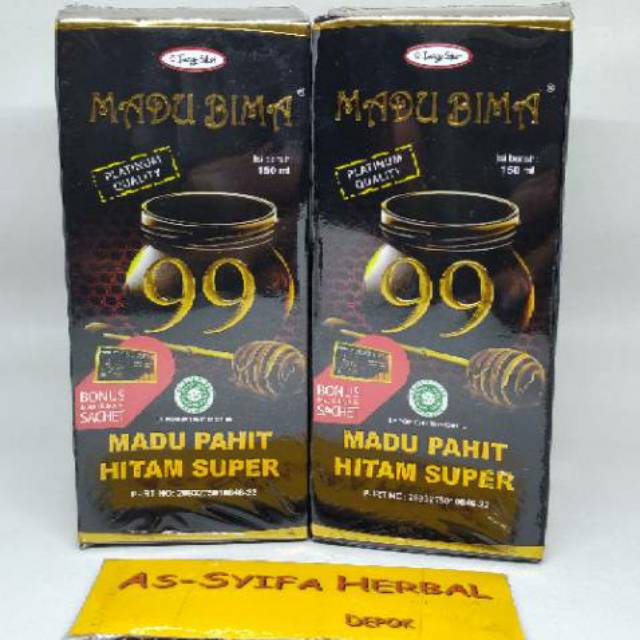 MADU BIMA
PLATINUM
QUALITY
Isi bersih :
150 ml
99
BONUS
SACHET
MADU PAHIT
HITAM SUPER
MADU BIMA
PLATINUM
QUALITY
Isi bersih :
150 ml
99
BONUS
SACHET
MADU PAHIT
HITAM SUPER
AS-SYIFA HERBAL
DEPOK